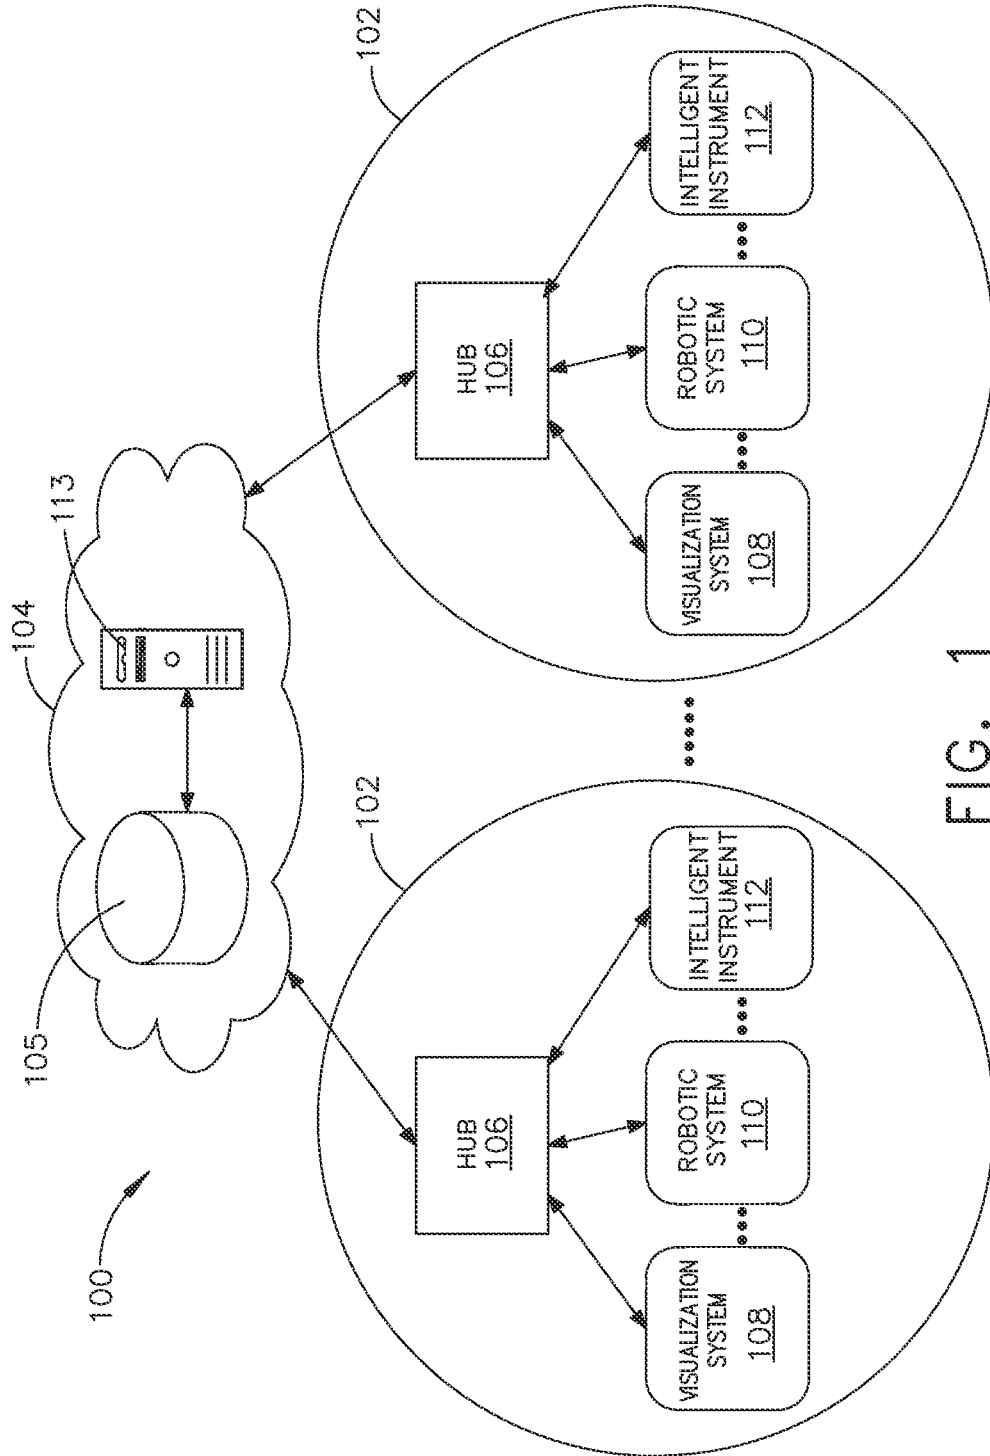 100
105
104
113
102
HUB
106
VISUALIZATION
SYSTEM
108
ROBOTIC
SYSTEM
110
INTELLIGENT
INSTRUMENT
112
102
HUB
106
VISUALIZATION
SYSTEM
108
ROBOTIC
SYSTEM
110
INTELLIGENT
INSTRUMENT
112
FIG. 1